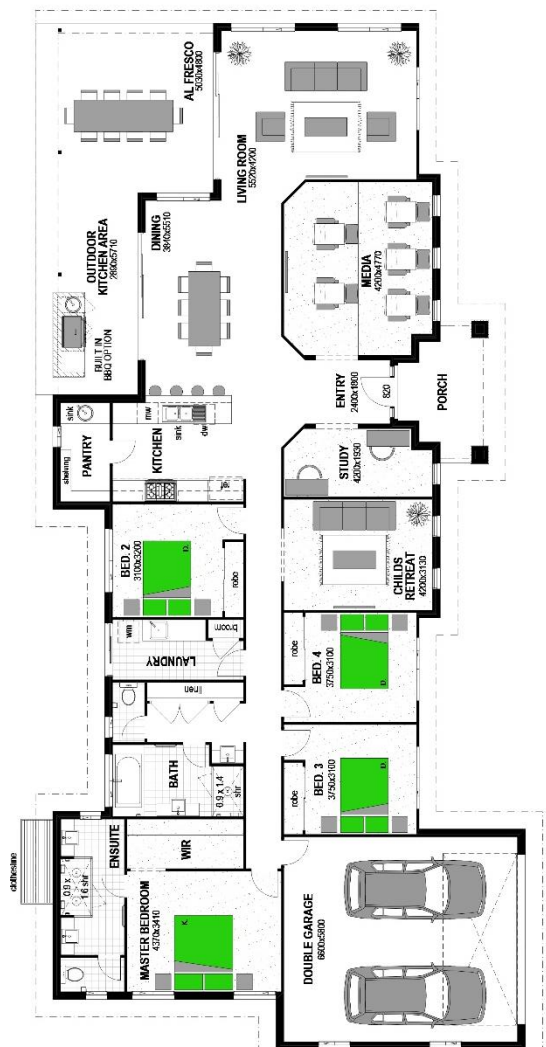 AL FRESCO
5030x4800
LIVING ROOM
5520x4200
OUTDOOR
KITCHEN AREA
2890x5710
DINING
3840x5510
BUILT IN
BBQ OPTION
MEDIA
4200x4770
ENTRY
2400x1800
820
PORCH
sink
shelving
PANTRY
KITCHEN
mw
sink
dw
ref
STUDY
4200x1930
BED. 2
3100x3200
robe
CHILDS
RETREAT
4200x3130
wm
LAUNDRY
broom
linen
robe
BED. 4
3750x3100
BATH
0.9 x 1.4
shr
robe
BED. 3
3750x3100
clothesline
ENSUITE
0.9 x
1.6 shr
WIR
MASTER BEDROOM
4370x3410
K.
DOUBLE GARAGE
6600x5800